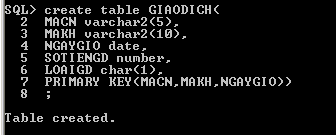 SQL> create table GIAODICH(
2 MACN varchar2(5),
3 MAKH varchar2(10),
4 NGAYGIO date,
5 SOTIENGD number,
6 LOAIGD char(1),
7 PRIMARY KEY(MACN,MAKH,NGAYGIO))
8 ;
Table created.